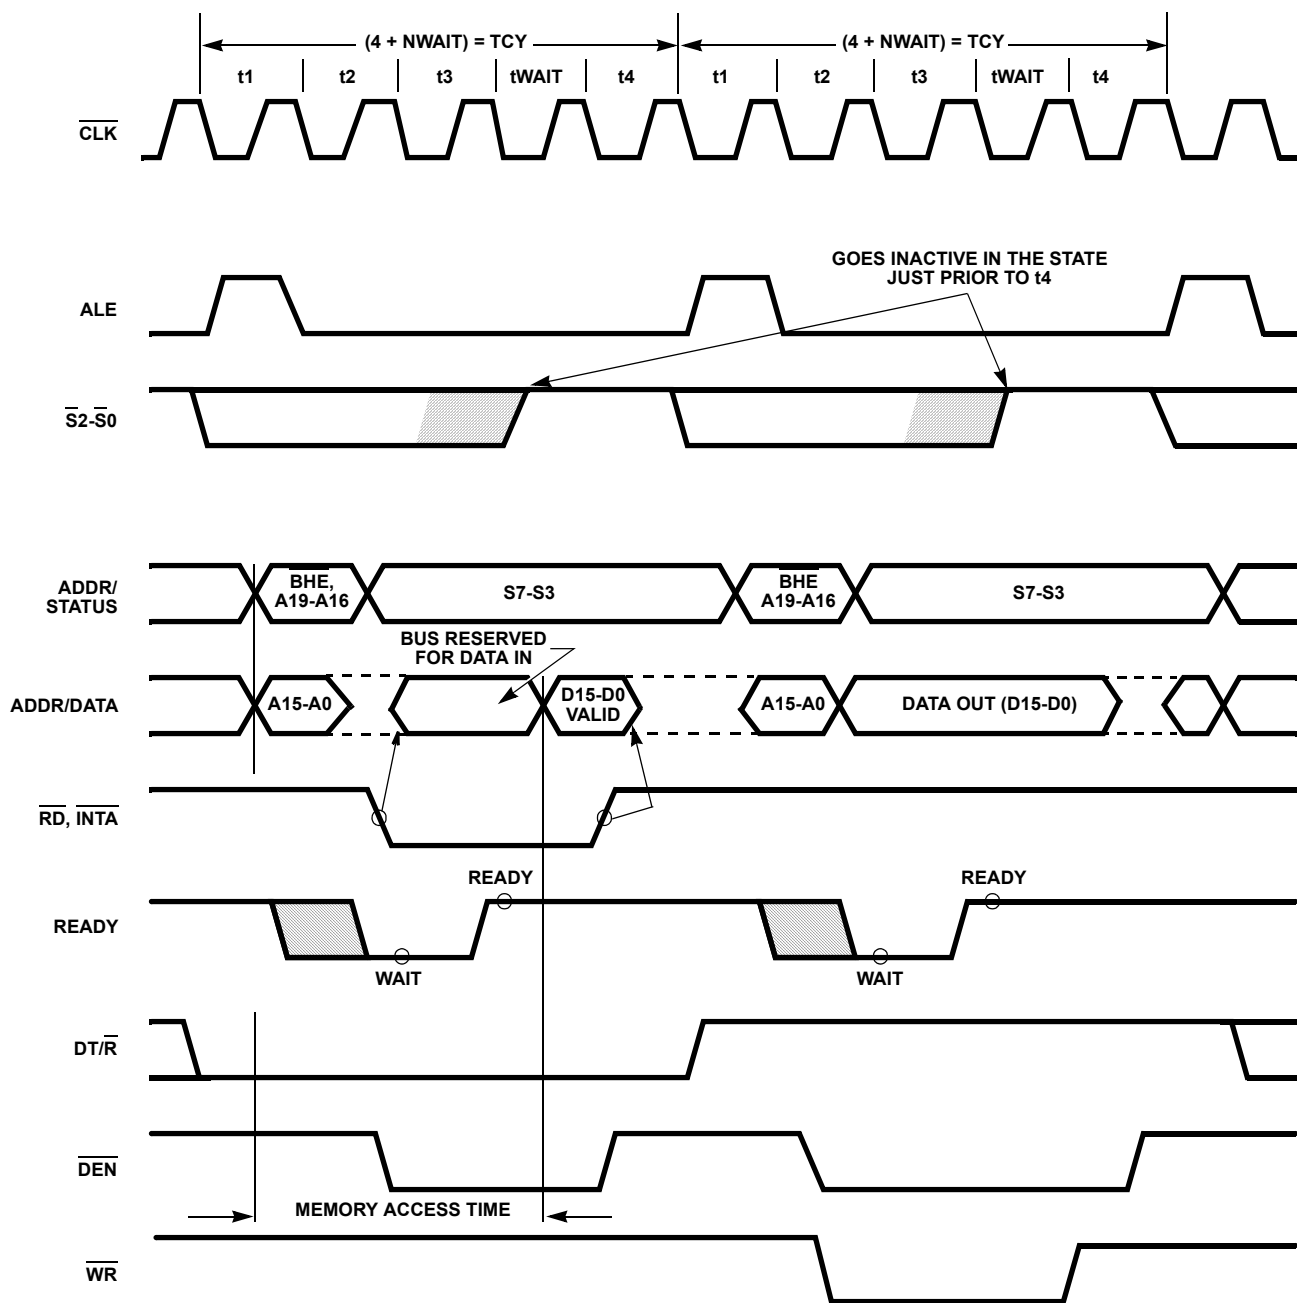 (4 + NWAIT) = TCY (4 + NWAIT) = TCY
t1 t2 t3 tWAIT t4 t1 t2 t3 tWAIT t4
CLK
GOES INACTIVE IN THE STATE
JUST PRIOR TO t4
ALE
S2-S0
ADDR/
STATUS
BHE,
A19-A16
S7-S3
BHE
A19-A16
S7-S3
BUS RESERVED
FOR DATA IN
ADDR/DATA
A15-A0
D15-D0
VALID
A15-A0
DATA OUT (D15-D0)
RD, INTA
READY
READY
READY
WAIT
WAIT
DT/R
DEN
MEMORY ACCESS TIME
WR